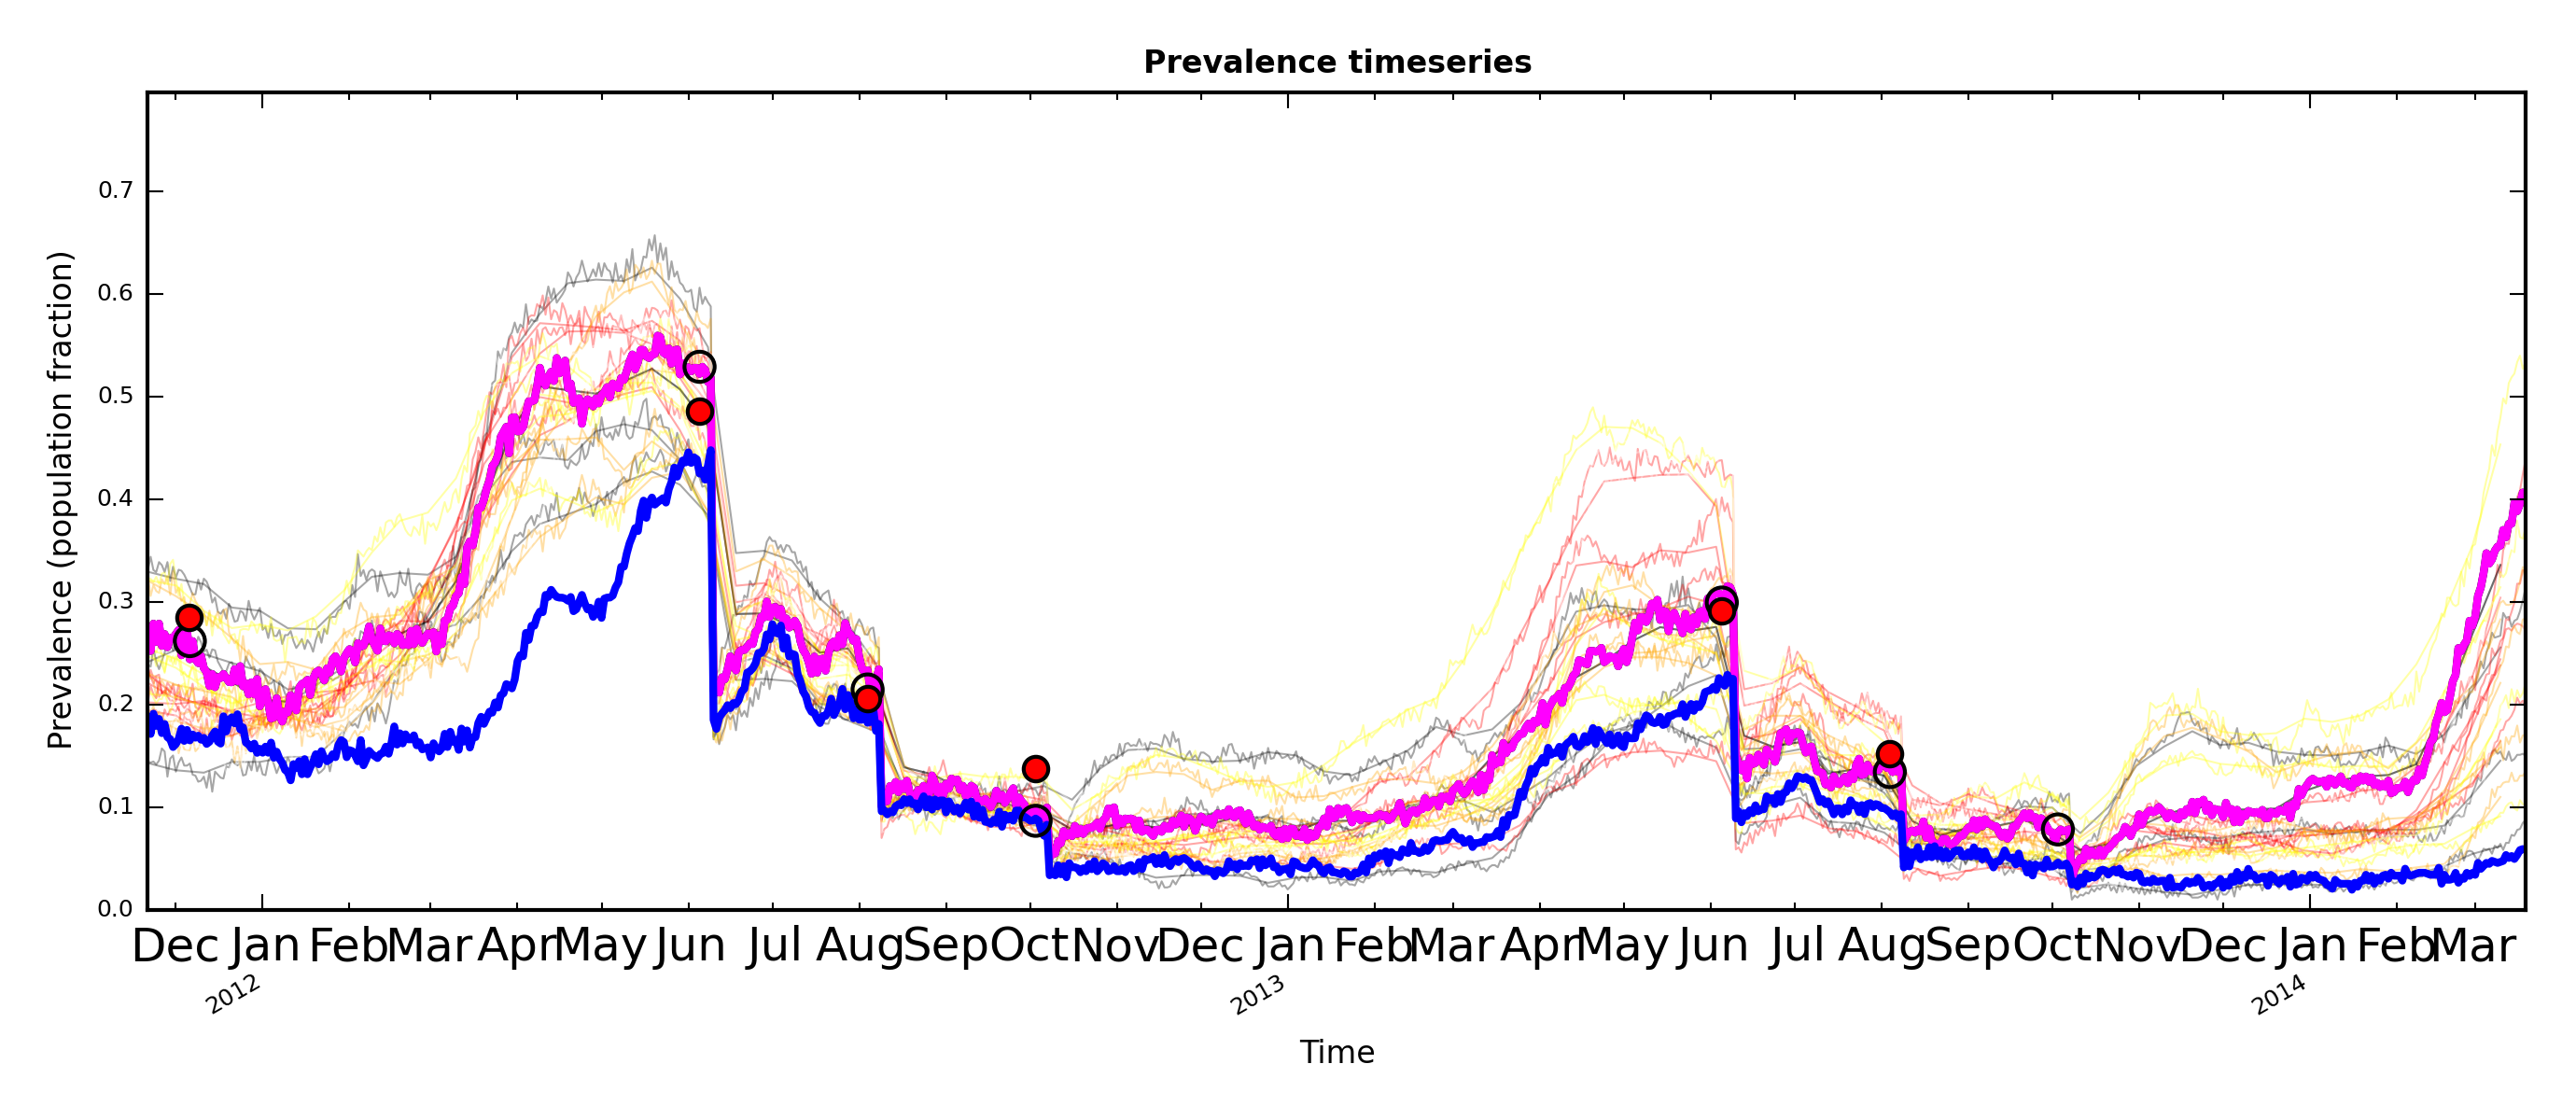 Prevalence timeseries
Prevalence (population fraction)
0.7
0.6
0.5
0.4
0.3
0.2
0.1
0.0
Dec Jan Feb Mar Apr May Jun Jul Aug Sep Oct Nov Dec Jan Feb Mar Apr May Jun Jul Aug Sep Oct Nov Dec Jan Feb Mar
2012 2013 2014
Time